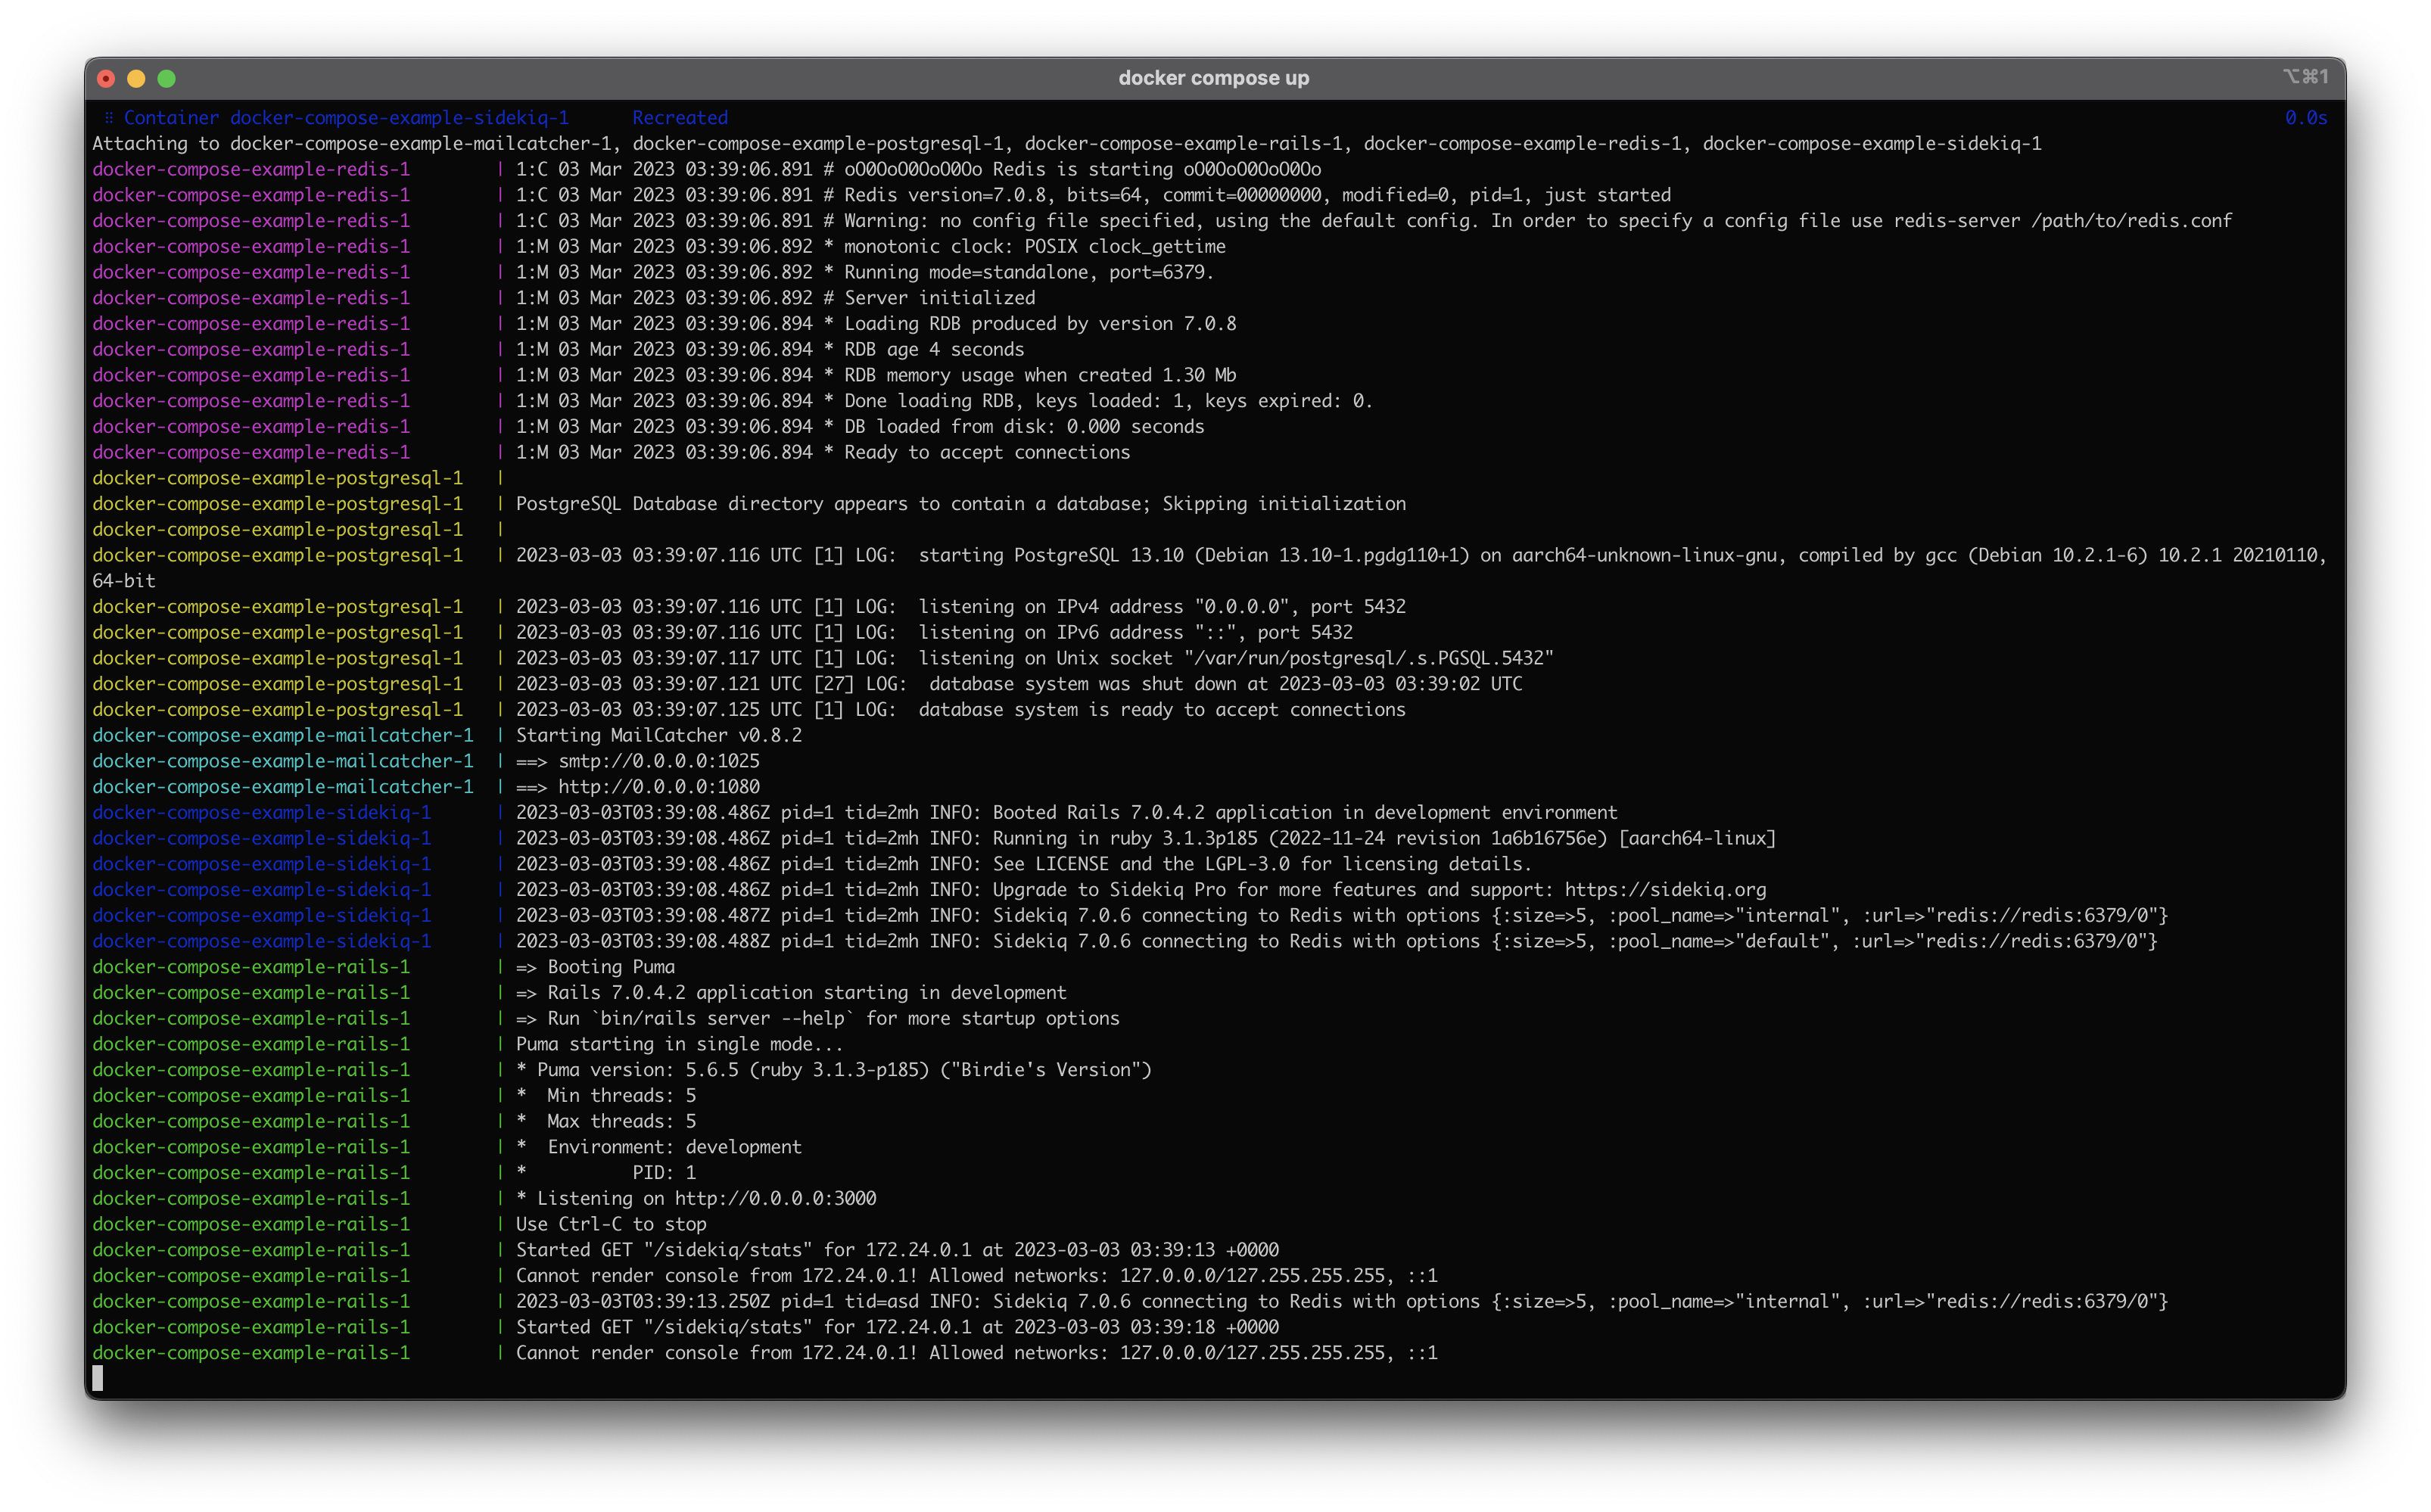 docker compose up
⌥⌘1
⠿ Container docker-compose-example-sidekiq-1      Recreated 0.0s
Attaching to docker-compose-example-mailcatcher-1, docker-compose-example-postgresql-1, docker-compose-example-rails-1, docker-compose-example-redis-1, docker-compose-example-sidekiq-1
docker-compose-example-redis-1        | 1:C 03 Mar 2023 03:39:06.891 # oO0OoO0OoO0Oo Redis is starting oO0OoO0OoO0Oo
docker-compose-example-redis-1        | 1:C 03 Mar 2023 03:39:06.891 # Redis version=7.0.8, bits=64, commit=00000000, modified=0, pid=1, just started
docker-compose-example-redis-1        | 1:C 03 Mar 2023 03:39:06.891 # Warning: no config file specified, using the default config. In order to specify a config file use redis-server /path/to/redis.conf
docker-compose-example-redis-1        | 1:M 03 Mar 2023 03:39:06.892 * monotonic clock: POSIX clock_gettime
docker-compose-example-redis-1        | 1:M 03 Mar 2023 03:39:06.892 * Running mode=standalone, port=6379.
docker-compose-example-redis-1        | 1:M 03 Mar 2023 03:39:06.892 # Server initialized
docker-compose-example-redis-1        | 1:M 03 Mar 2023 03:39:06.894 * Loading RDB produced by version 7.0.8
docker-compose-example-redis-1        | 1:M 03 Mar 2023 03:39:06.894 * RDB age 4 seconds
docker-compose-example-redis-1        | 1:M 03 Mar 2023 03:39:06.894 * RDB memory usage when created 1.30 Mb
docker-compose-example-redis-1        | 1:M 03 Mar 2023 03:39:06.894 * Done loading RDB, keys loaded: 1, keys expired: 0.
docker-compose-example-redis-1        | 1:M 03 Mar 2023 03:39:06.894 * DB loaded from disk: 0.000 seconds
docker-compose-example-redis-1        | 1:M 03 Mar 2023 03:39:06.894 * Ready to accept connections
docker-compose-example-postgresql-1   |
docker-compose-example-postgresql-1   | PostgreSQL Database directory appears to contain a database; Skipping initialization
docker-compose-example-postgresql-1   |
docker-compose-example-postgresql-1   | 2023-03-03 03:39:07.116 UTC [1] LOG:  starting PostgreSQL 13.10 (Debian 13.10-1.pgdg110+1) on aarch64-unknown-linux-gnu, compiled by gcc (Debian 10.2.1-6) 10.2.1 20210110,
64-bit
docker-compose-example-postgresql-1   | 2023-03-03 03:39:07.116 UTC [1] LOG:  listening on IPv4 address "0.0.0.0", port 5432
docker-compose-example-postgresql-1   | 2023-03-03 03:39:07.116 UTC [1] LOG:  listening on IPv6 address "::", port 5432
docker-compose-example-postgresql-1   | 2023-03-03 03:39:07.117 UTC [1] LOG:  listening on Unix socket "/var/run/postgresql/.s.PGSQL.5432"
docker-compose-example-postgresql-1   | 2023-03-03 03:39:07.121 UTC [27] LOG:  database system was shut down at 2023-03-03 03:39:02 UTC
docker-compose-example-postgresql-1   | 2023-03-03 03:39:07.125 UTC [1] LOG:  database system is ready to accept connections
docker-compose-example-mailcatcher-1  | Starting MailCatcher v0.8.2
docker-compose-example-mailcatcher-1  | ==> smtp://0.0.0.0:1025
docker-compose-example-mailcatcher-1  | ==> http://0.0.0.0:1080
docker-compose-example-sidekiq-1      | 2023-03-03T03:39:08.486Z pid=1 tid=2mh INFO: Booted Rails 7.0.4.2 application in development environment
docker-compose-example-sidekiq-1      | 2023-03-03T03:39:08.486Z pid=1 tid=2mh INFO: Running in ruby 3.1.3p185 (2022-11-24 revision 1a6b16756e) [aarch64-linux]
docker-compose-example-sidekiq-1      | 2023-03-03T03:39:08.486Z pid=1 tid=2mh INFO: See LICENSE and the LGPL-3.0 for licensing details.
docker-compose-example-sidekiq-1      | 2023-03-03T03:39:08.486Z pid=1 tid=2mh INFO: Upgrade to Sidekiq Pro for more features and support: https://sidekiq.org
docker-compose-example-sidekiq-1      | 2023-03-03T03:39:08.487Z pid=1 tid=2mh INFO: Sidekiq 7.0.6 connecting to Redis with options {:size=>5, :pool_name=>"internal", :url=>"redis://redis:6379/0"}
docker-compose-example-sidekiq-1      | 2023-03-03T03:39:08.488Z pid=1 tid=2mh INFO: Sidekiq 7.0.6 connecting to Redis with options {:size=>5, :pool_name=>"default", :url=>"redis://redis:6379/0"}
docker-compose-example-rails-1        | => Booting Puma
docker-compose-example-rails-1        | => Rails 7.0.4.2 application starting in development
docker-compose-example-rails-1        | => Run `bin/rails server --help` for more startup options
docker-compose-example-rails-1        | Puma starting in single mode...
docker-compose-example-rails-1        | * Puma version: 5.6.5 (ruby 3.1.3-p185) ("Birdie's Version")
docker-compose-example-rails-1        | *  Min threads: 5
docker-compose-example-rails-1        | *  Max threads: 5
docker-compose-example-rails-1        | *  Environment: development
docker-compose-example-rails-1        | *          PID: 1
docker-compose-example-rails-1        | * Listening on http://0.0.0.0:3000
docker-compose-example-rails-1        | Use Ctrl-C to stop
docker-compose-example-rails-1        | Started GET "/sidekiq/stats" for 172.24.0.1 at 2023-03-03 03:39:13 +0000
docker-compose-example-rails-1        | Cannot render console from 172.24.0.1! Allowed networks: 127.0.0.0/127.255.255.255, ::1
docker-compose-example-rails-1        | 2023-03-03T03:39:13.250Z pid=1 tid=asd INFO: Sidekiq 7.0.6 connecting to Redis with options {:size=>5, :pool_name=>"internal", :url=>"redis://redis:6379/0"}
docker-compose-example-rails-1        | Started GET "/sidekiq/stats" for 172.24.0.1 at 2023-03-03 03:39:18 +0000
docker-compose-example-rails-1        | Cannot render console from 172.24.0.1! Allowed networks: 127.0.0.0/127.255.255.255, ::1